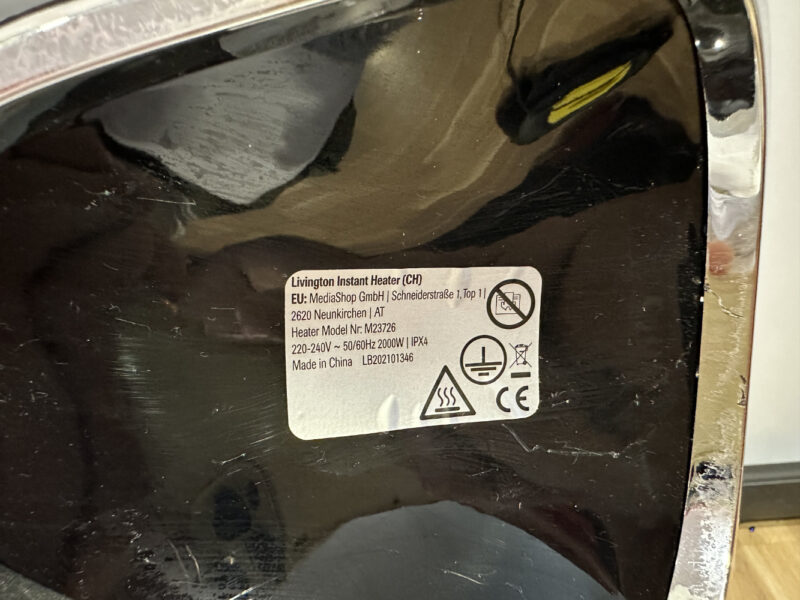 Livington Instant Heater (CH)
EU: MediaShop GmbH | Schneiderstraße 1, Top 1 |
2620 Neunkirchen | AT
Heater Model Nr: M23726
220-240V ~ 50/60Hz 2000W | IPX4
Made in China LB202101346
CE